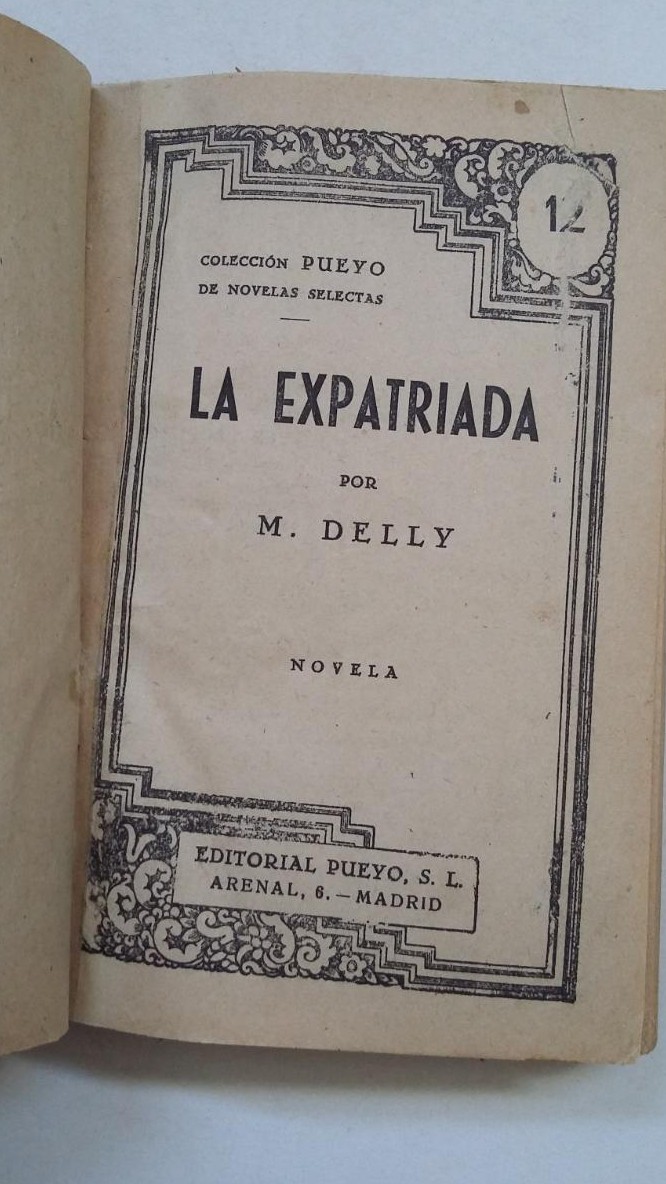 12
COLECCIÓN PUEYO
DE NOVELAS SELECTAS
LA EXPATRIADA
POR
M. DELLY
NOVELA
EDITORIAL PUEYO, S. L.
ARENAL, 6.—MADRID